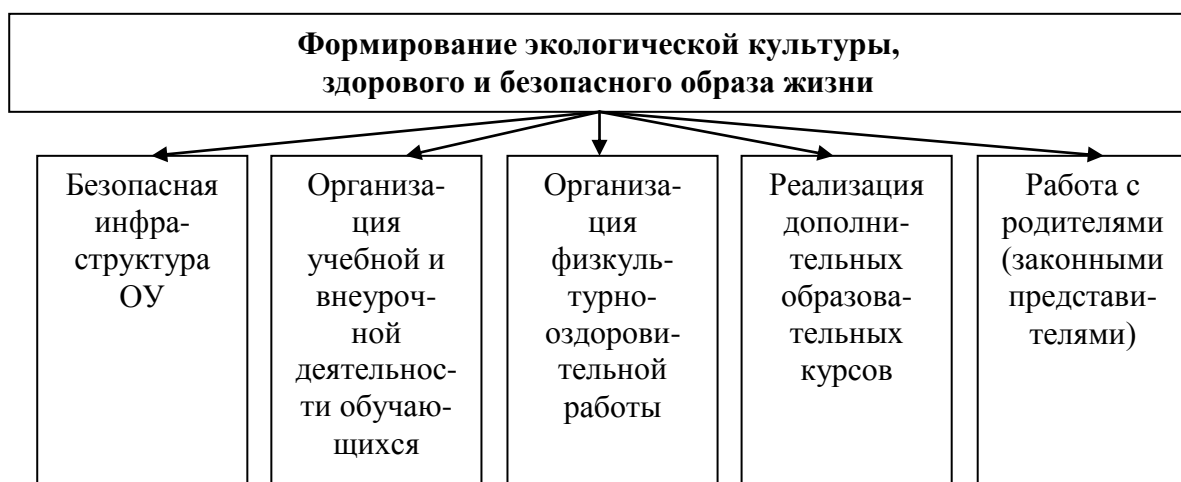 Формирование экологической культуры,
здорового и безопасного образа жизни
Безопасная
инфра-
структура
ОУ
Организа-
ция
учебной и
внеуроч-
ной
деятельнос-
ти обучаю-
щихся
Организа-
ция
физкуль-
турно-
оздорови-
тельной
работы
Реализация
дополни-
тельных
образова-
тельных
курсов
Работа с
родителями
(законными
представи-
телями)